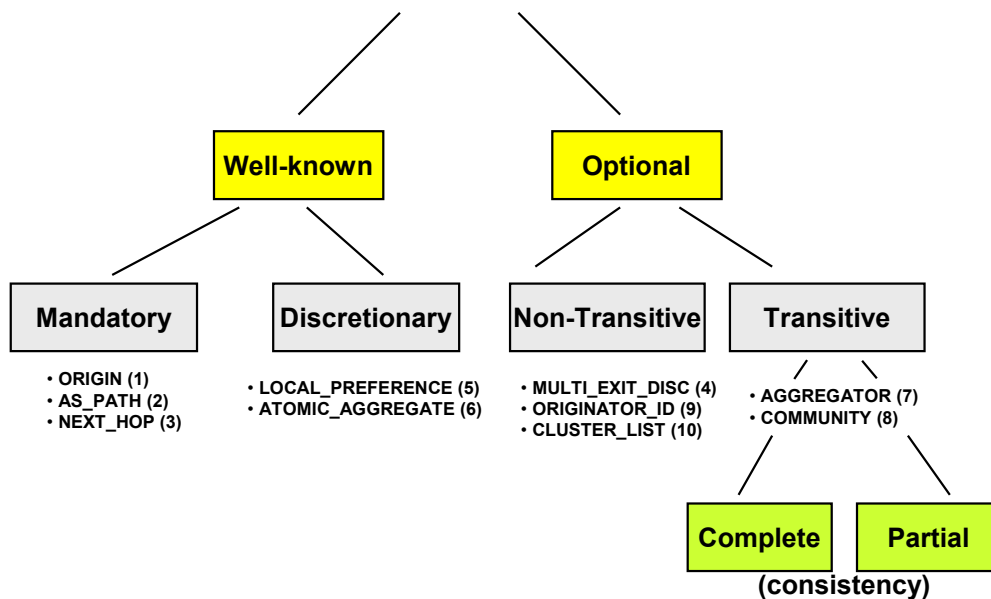 Well-known
Optional
Mandatory
Discretionary
Non-Transitive
Transitive
• ORIGIN (1)
• AS_PATH (2)
• NEXT_HOP (3)
• LOCAL_PREFERENCE (5)
• ATOMIC_AGGREGATE (6)
• MULTI_EXIT_DISC (4)
• ORIGINATOR_ID (9)
• CLUSTER_LIST (10)
• AGGREGATOR (7)
• COMMUNITY (8)
Complete
Partial
(consistency)